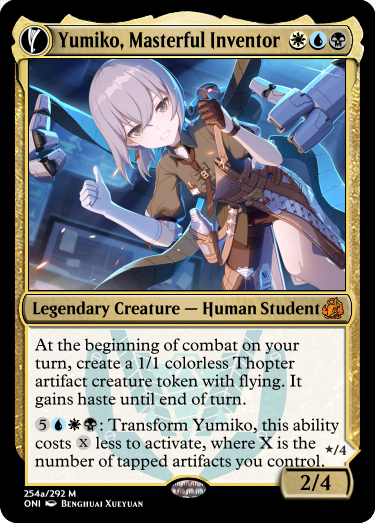 Yumiko, Masterful Inventor
Legendary Creature — Human Student
At the beginning of combat on your
turn, create a 1/1 colorless Thopter
artifact creature token with flying. It
gains haste until end of turn.
5: Transform Yumiko, this ability
costs X less to activate, where X is the
number of tapped artifacts you control.
★/4
2/4
254a/292 M
ONI Benghuai Xueyuan